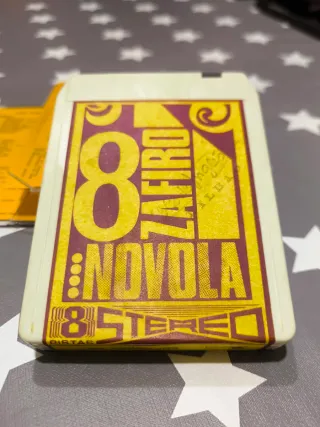 8
ZAFIRO
NOVOLA
8 STEREO
PISTAS